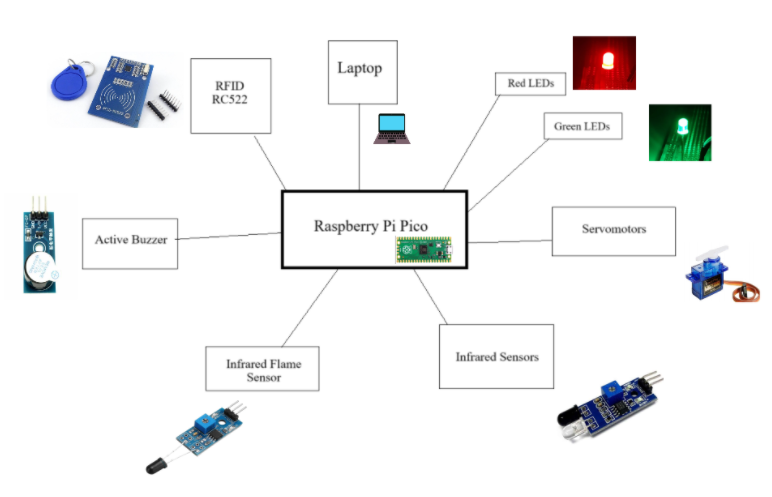 Laptop
RFID
RC522
Red LEDs
Green LEDs
Raspberry Pi Pico
Servomotors
Active Buzzer
Infrared Flame
Sensor
Infrared Sensors